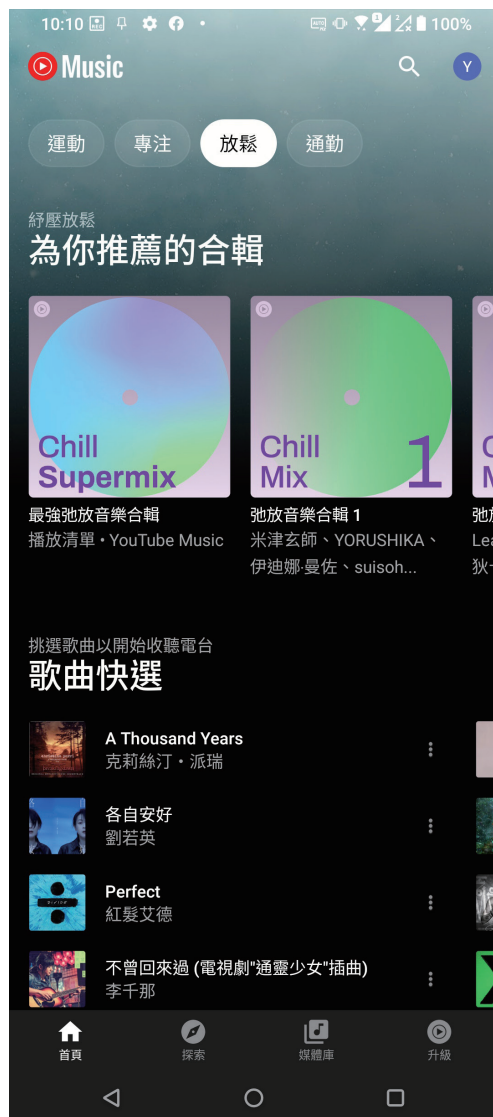 10:10
100%
Music
Y
運動
專注
放鬆
通勤
紓壓放鬆
為你推薦的合輯
Chill
Supermix
Chill
Mix
1
最強弛放音樂合輯
播放清單 • YouTube Music
弛放音樂合輯 1
米津玄師、YORUSHIKA、
伊迪娜·曼佐、suisoh...
挑選歌曲以開始收聽電台
歌曲快選
A Thousand Years
克莉絲汀・派瑞
各自安好
劉若英
Perfect
紅髮艾德
不曾回來過 (電視劇"通靈少女"插曲)
李千那
首頁
探索
媒體庫
升級